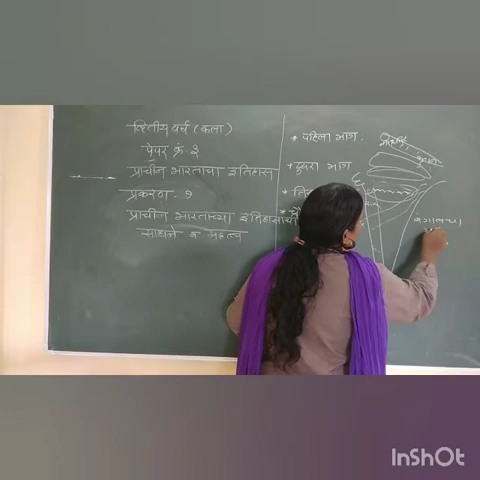 द्वितीय वर्ष (कला)
पेपर क्रं. ३
प्राचीन भारताचा इतिहास
प्रकरण - १
प्राचीन भारताच्या इतिहासाची
साधने व महत्व
* पहिला भाग.
* दुसरा भाग
InShOt